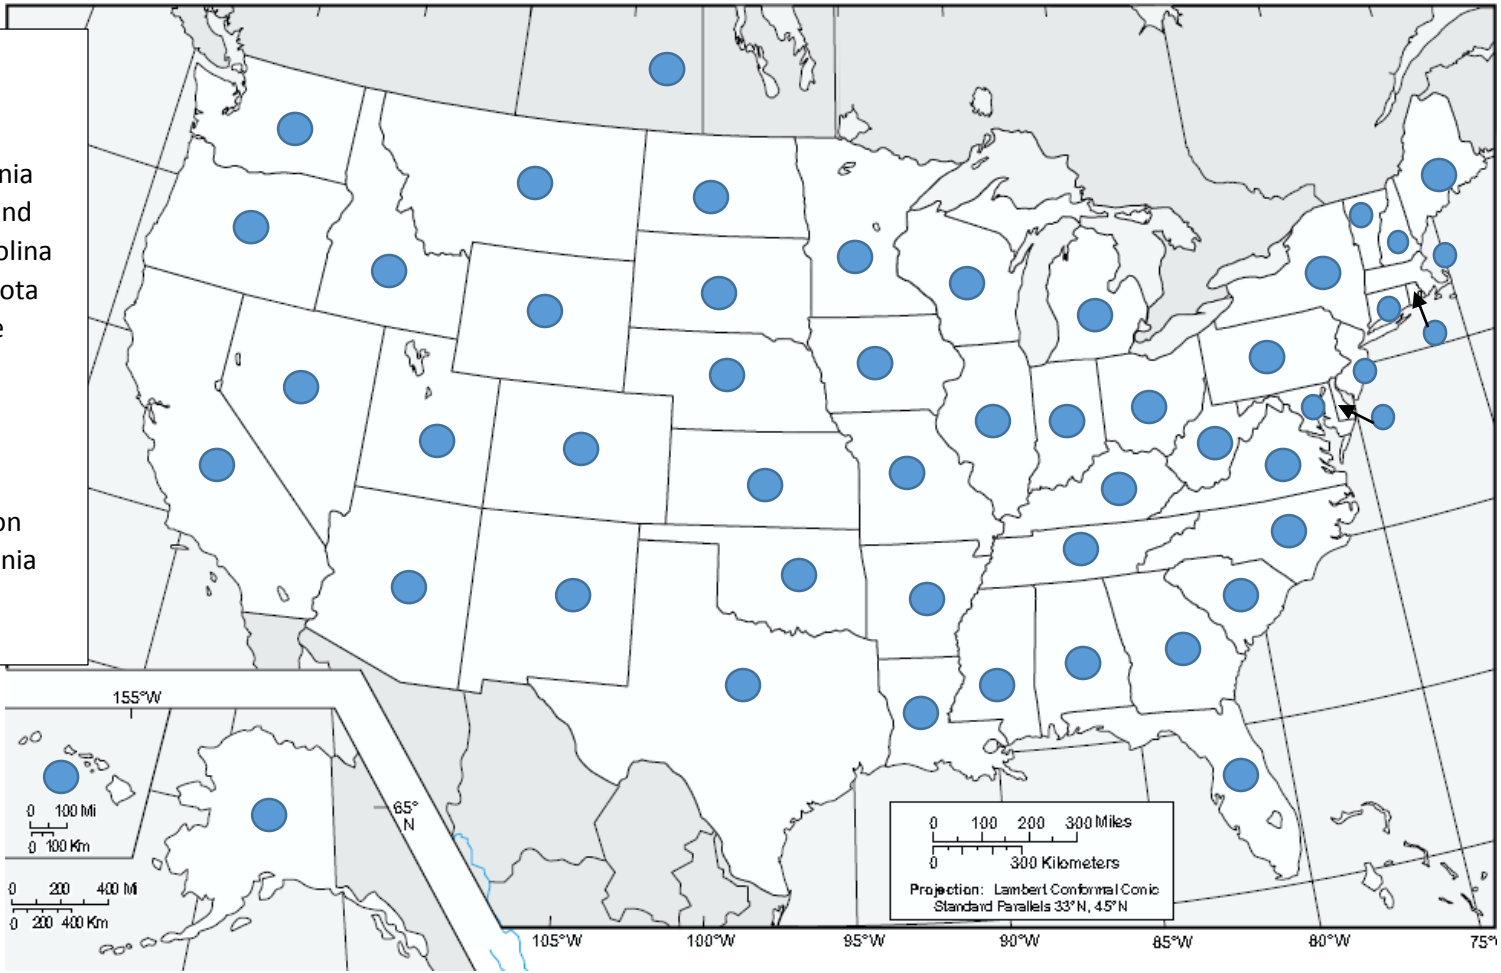 nia
nd
olina
ota
e
on
nia
155°W
65°
N
0 100 Mi
0 100 Km
0 200 400 Mi
0 200 400 Km
0 100 200 300 Miles
0 300 Kilometers
Projection: Lambert Conformal Conic
Standard Parallels 33°N, 45°N
105°W 100°W 95°W 90°W 85°W 80°W 75°